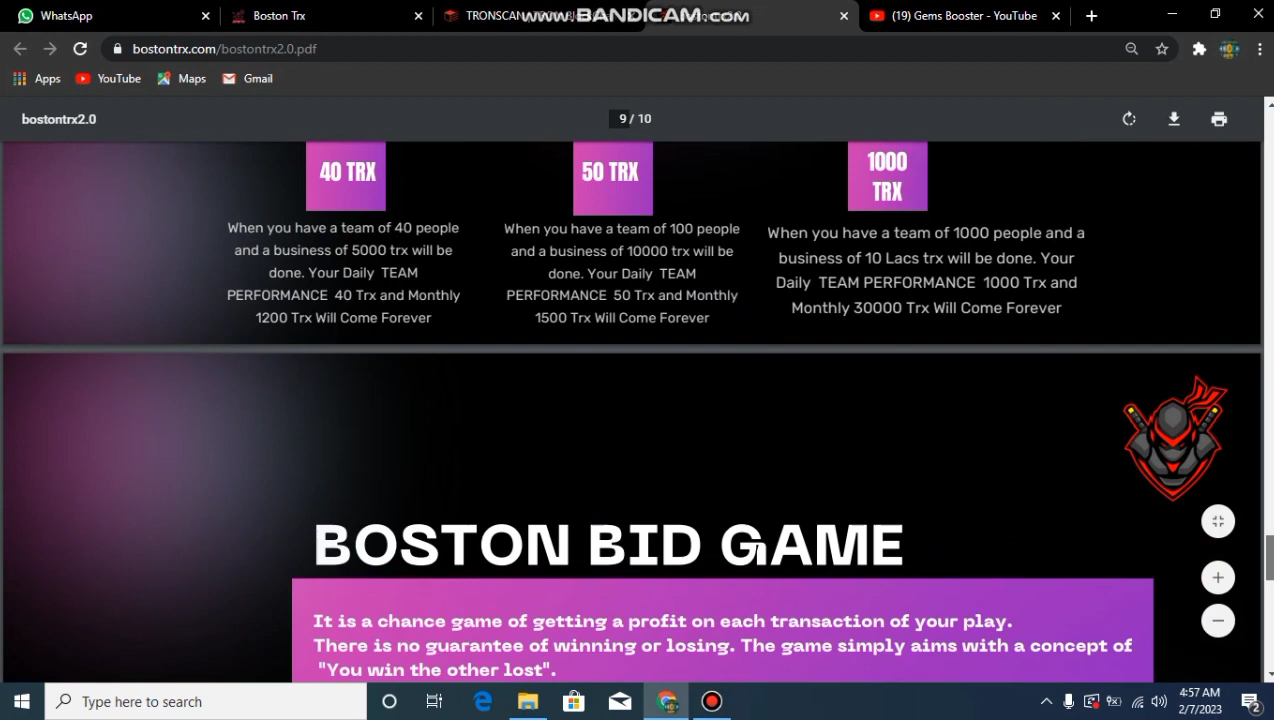 WhatsApp
Boston Trx
TRONSCAN
www.BANDICAM.com
(19) Gems Booster - YouTube
bostontrx.com/bostontrx2.0.pdf
Apps
YouTube
Maps
Gmail
bostontrx2.0
9 / 10
40 TRX
When you have a team of 40 people
and a business of 5000 trx will be
done. Your Daily TEAM
PERFORMANCE 40 Trx and Monthly
1200 Trx Will Come Forever
50 TRX
When you have a team of 100 people
and a business of 10000 trx will be
done. Your Daily TEAM
PERFORMANCE 50 Trx and Monthly
1500 Trx Will Come Forever
1000
TRX
When you have a team of 1000 people and a
business of 10 Lacs trx will be done. Your
Daily TEAM PERFORMANCE 1000 Trx and
Monthly 30000 Trx Will Come Forever
BOSTON BID GAME
It is a chance game of getting a profit on each transaction of your play.
There is no guarantee of winning or losing. The game simply aims with a concept of
"You win the other lost".
Type here to search
4:57 AM
2/7/2023
2